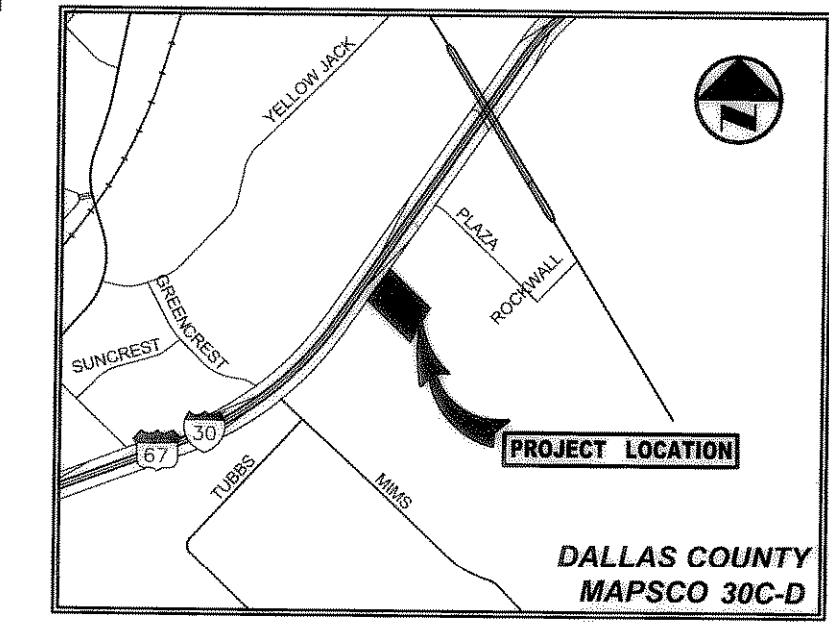 YELLOW JACK
PLAZA
ROCKWALL
GREENCREST
SUNCREST
30
67
TUBBS
MIMS
PROJECT LOCATION
DALLAS COUNTY
MAPSCO 30C-D